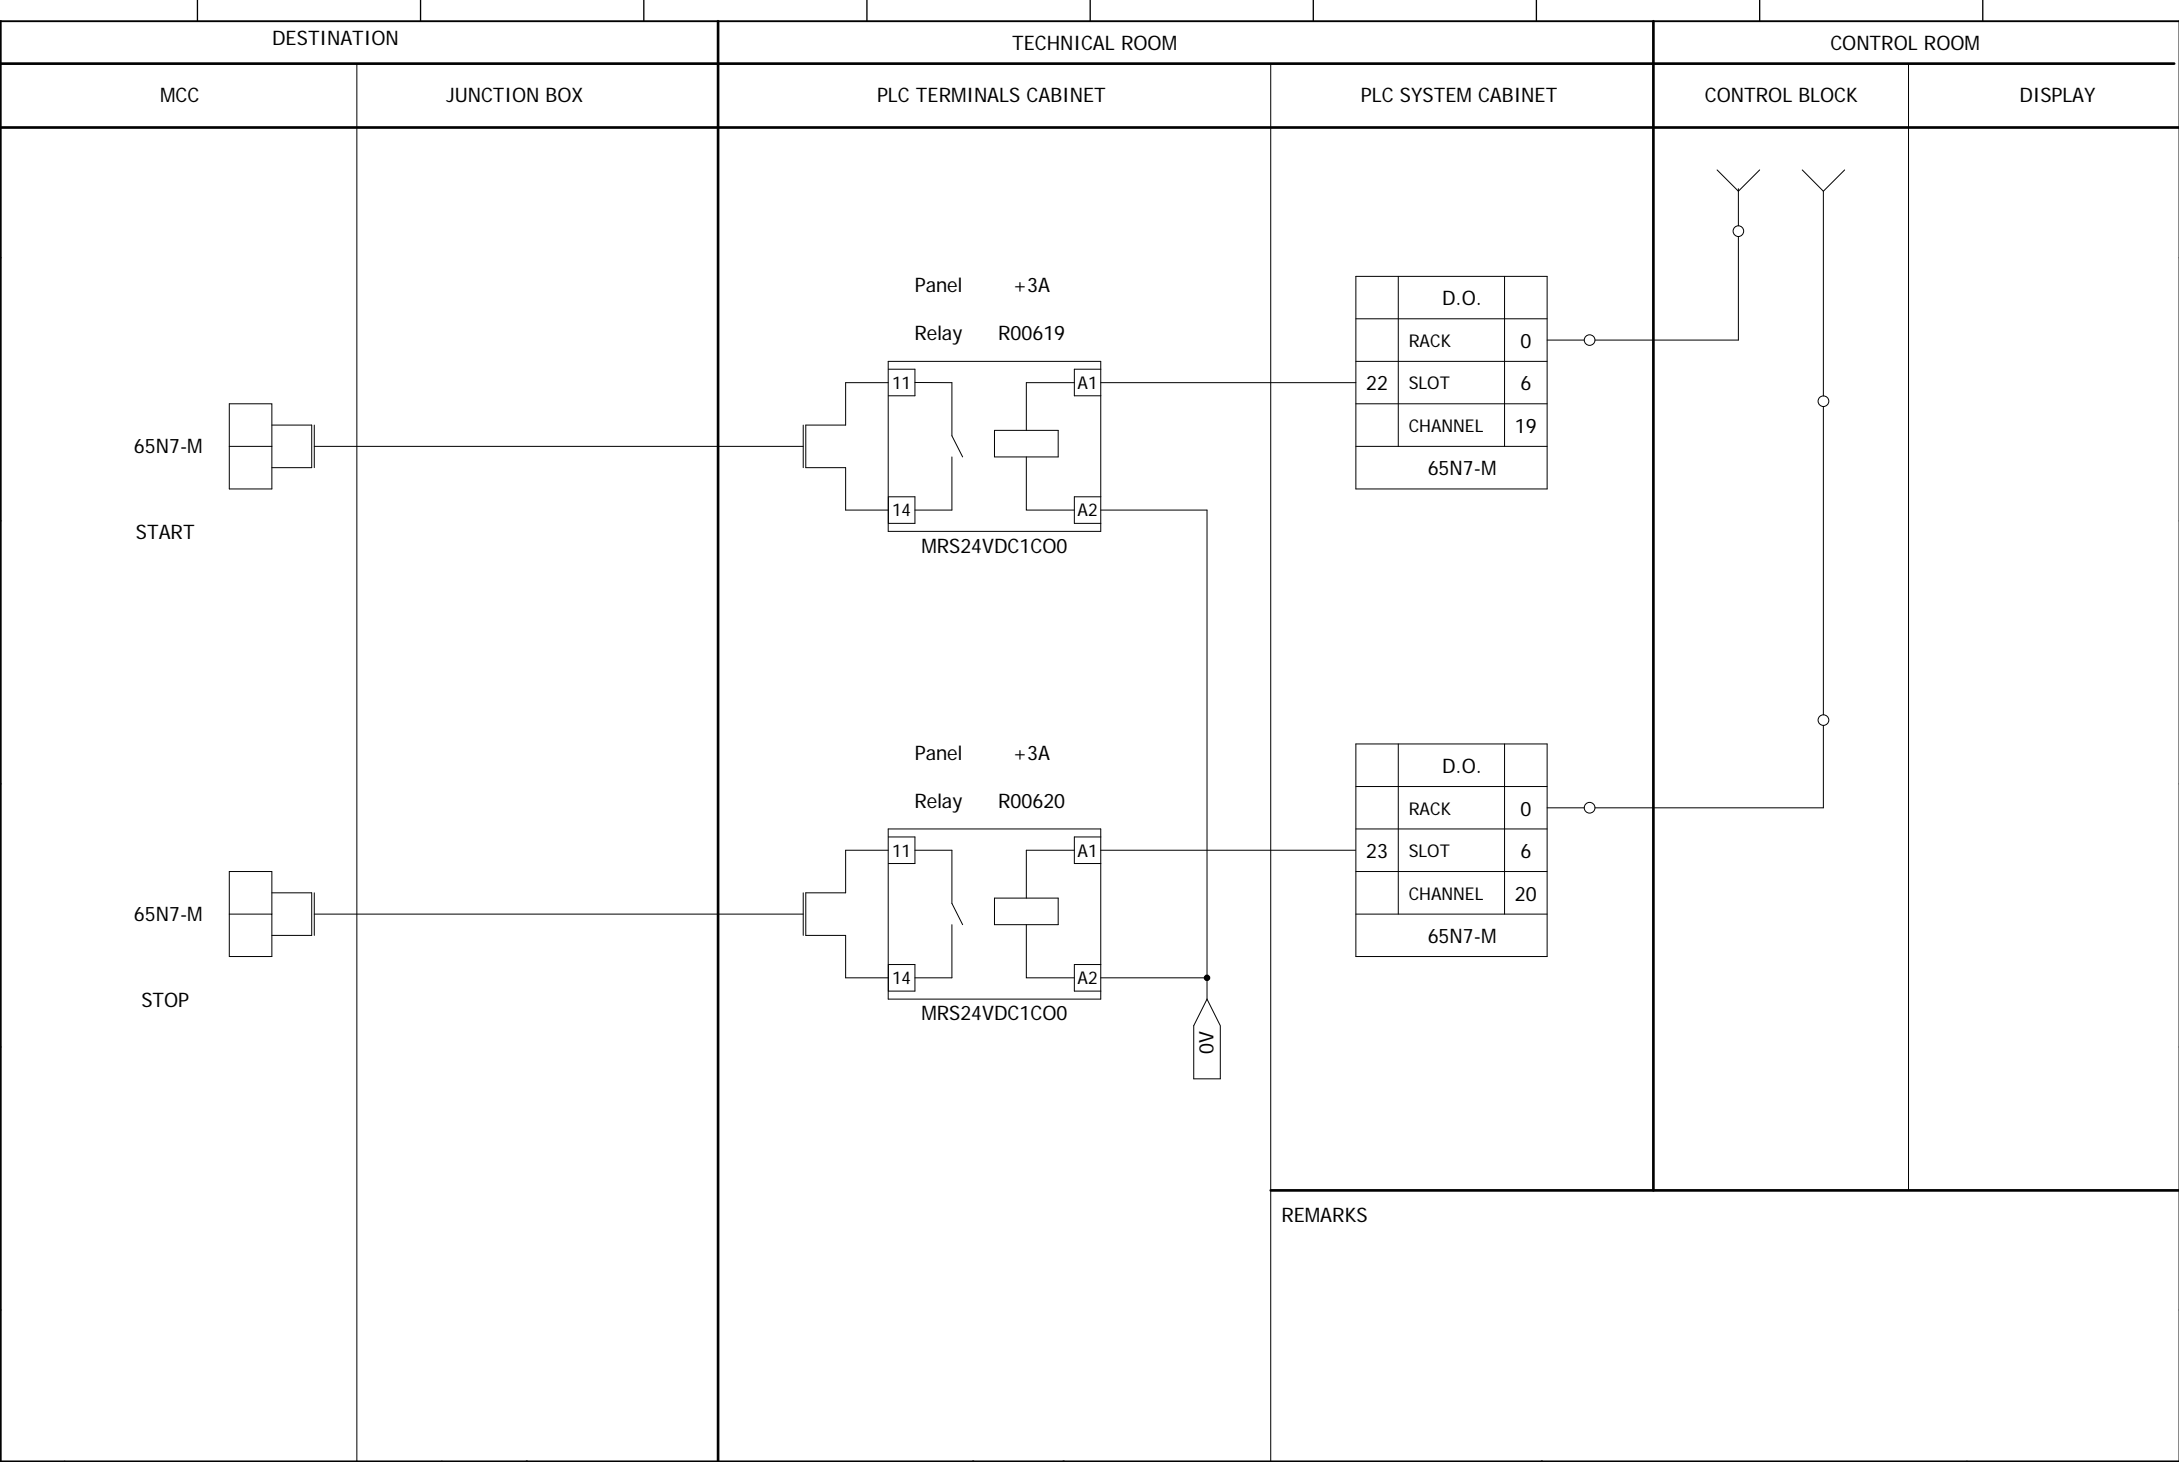 DESTINATION TECHNICAL ROOM CONTROL ROOM
MCC JUNCTION BOX PLC TERMINALS CABINET PLC SYSTEM CABINET CONTROL BLOCK DISPLAY
Panel +3A
Relay R00619
D.O.
RACK 0
11 A1 22 SLOT 6
CHANNEL 19
65N7-M 65N7-M
14 A2
START
MRS24VDC1CO0
Panel +3A
Relay R00620
D.O.
RACK 0
11 A1 23 SLOT 6
CHANNEL 20
65N7-M 65N7-M
14 A2
STOP
MRS24VDC1CO0
0V
REMARKS